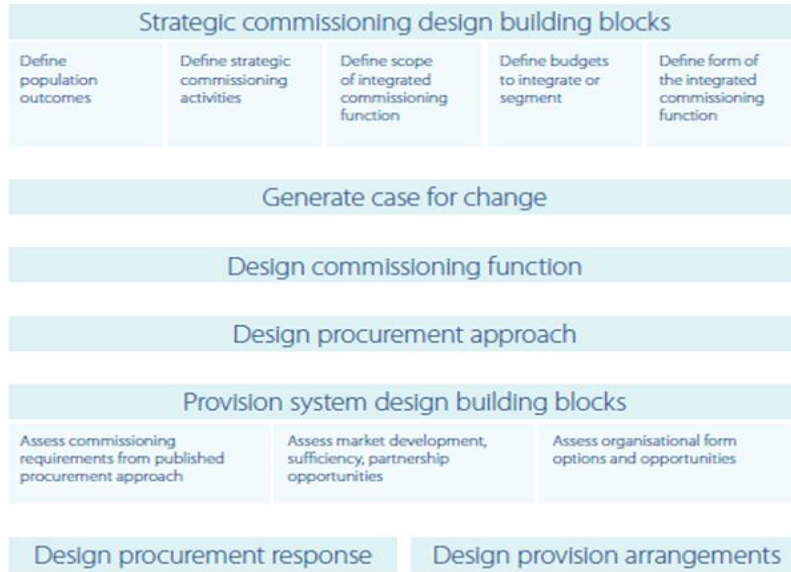 Strategic commissioning design building blocks
Define
population
outcomes
Define strategic
commissioning
activities
Define scope
of integrated
commissioning
function
Define budgets
to integrate or
segment
Define form of
the integrated
commissioning
function
Generate case for change
Design commissioning function
Design procurement approach
Provision system design building blocks
Assess commissioning
requirements from published
procurement approach
Assess market development,
sufficiency, partnership
opportunities
Assess organisational form
options and opportunities
Design procurement response
Design provision arrangements